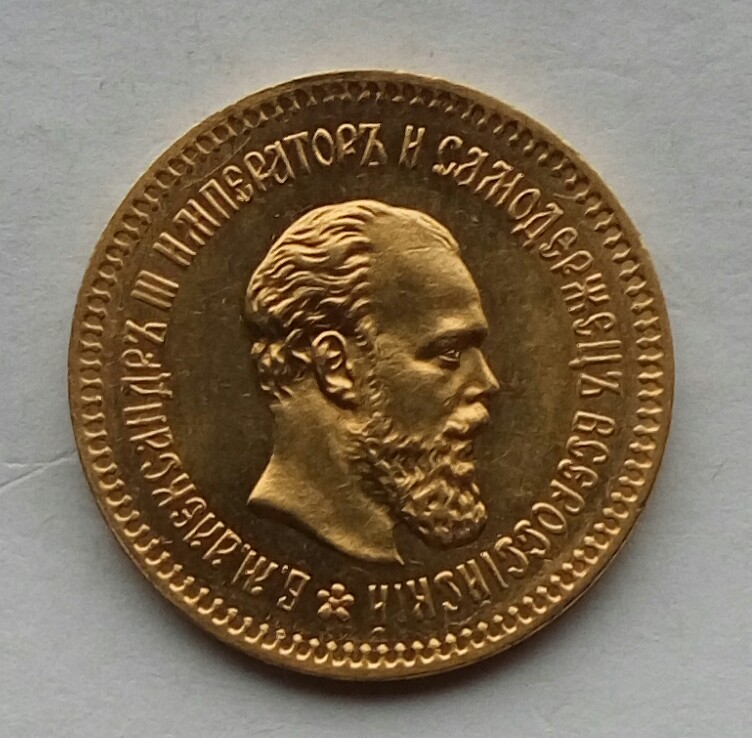 Б.М.АЛЕКСАНДРЪ III ИМПЕРАТОРЪ И САМОДЕРЖЕЦЪ ВСЕРОССІЙСКІЙ